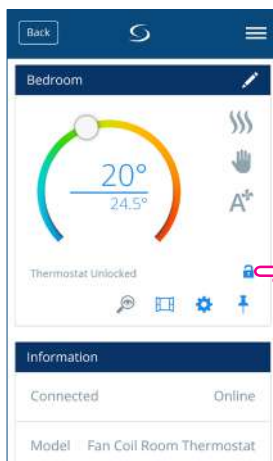 Back
Bedroom
20°
24.5°
A
Thermostat Unlocked
Information
Connected Online
Model Fan Coil Room Thermostat